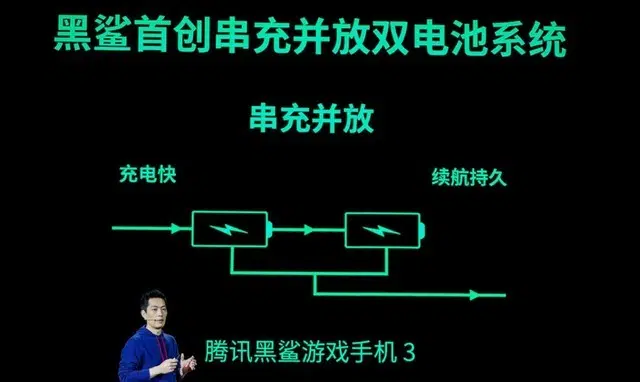 黑鲨首创串充并放双电池系统
串充并放
充电快
续航持久
腾讯黑鲨游戏手机 3